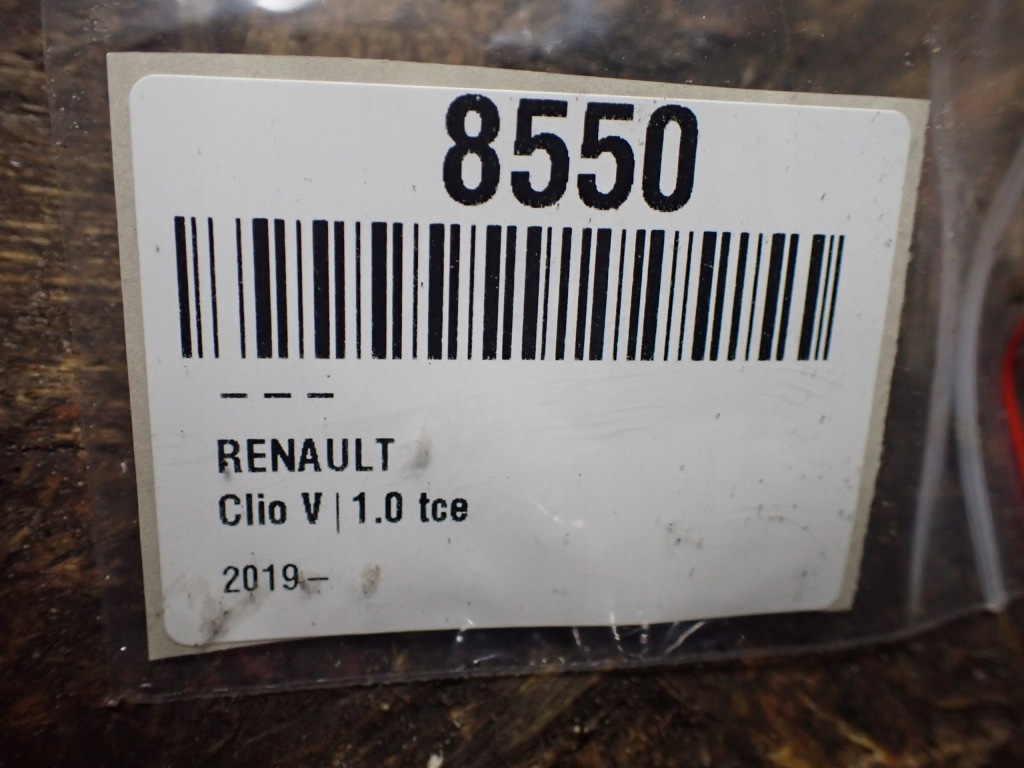 8550
– – –
RENAULT
Clio V | 1.0 tce
2019 –